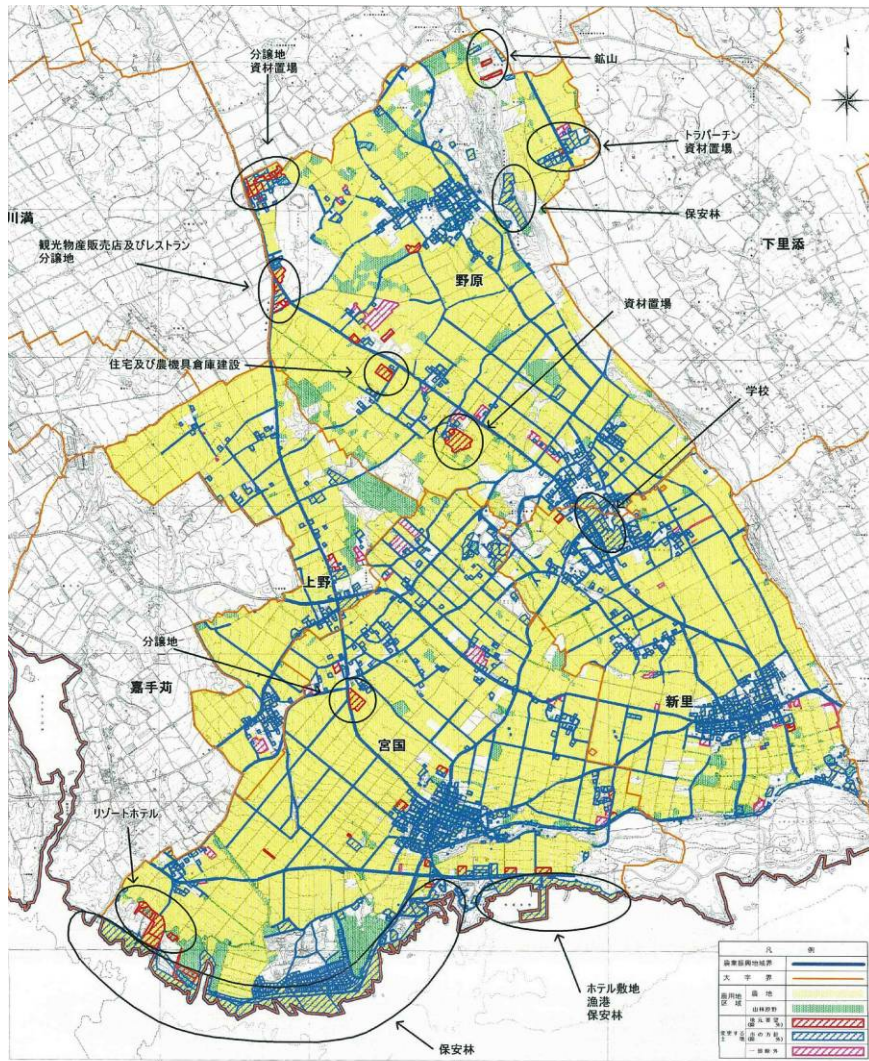 分譲地
資材置場
鉱山
トラバーチン
資材置場
保安林
川満
観光物産販売店及びレストラン
分譲地
下里添
野原
資材置場
住宅及び農機具倉庫建設
学校
上野
分譲地
嘉手苅
新里
宮国
リゾートホテル
ホテル敷地
漁港
保安林
保安林
凡 例
農業振興地域界
大 字 界
農用地
区 域
農 地
山林原野